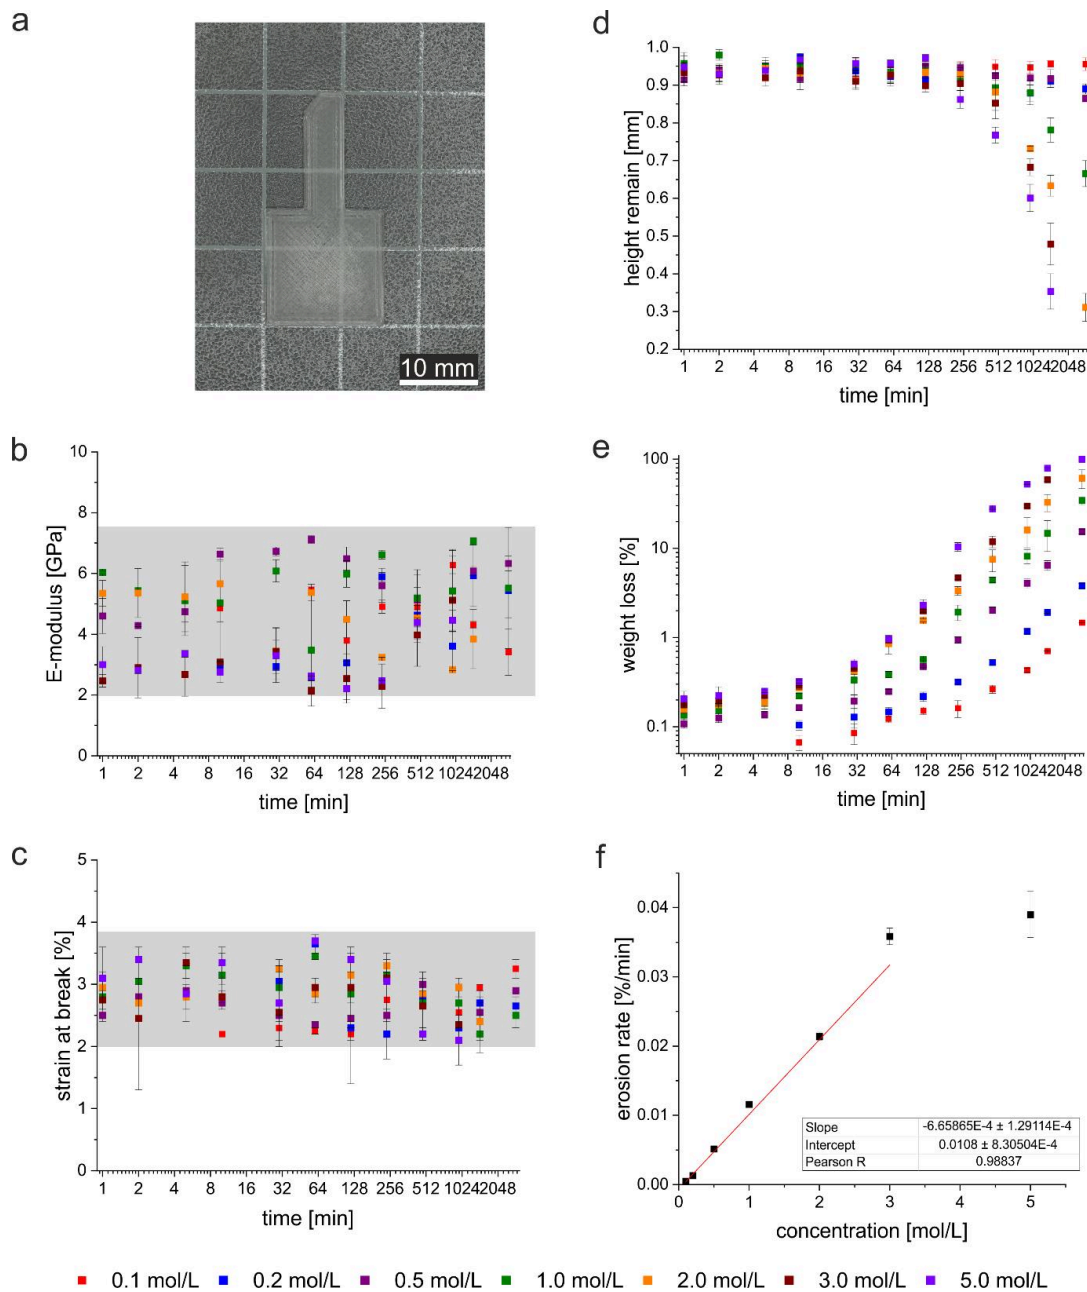 a
10 mm
b
10
8
6
4
2
0
E-modulus [GPa]
1 2 4 8 16 32 64 128 256 512 1024 2048
time [min]
c
5
4
3
2
1
0
strain at break [%]
1 2 4 8 16 32 64 128 256 512 1024 2048
time [min]
d
1.0
0.9
0.8
0.7
0.6
0.5
0.4
0.3
0.2
height remain [mm]
1 2 4 8 16 32 64 128 256 512 1024 2048
time [min]
e
100
10
1
0.1
weight loss [%]
1 2 4 8 16 32 64 128 256 512 1024 2048
time [min]
f
0.04
0.03
0.02
0.01
0.00
erosion rate [%/min]
Slope -6.65865E-4 ± 1.29114E-4
Intercept 0.0108 ± 8.30504E-4
Pearson R 0.98837
0 1 2 3 4 5
concentration [mol/L]
0.1 mol/L 0.2 mol/L 0.5 mol/L 1.0 mol/L 2.0 mol/L 3.0 mol/L 5.0 mol/L